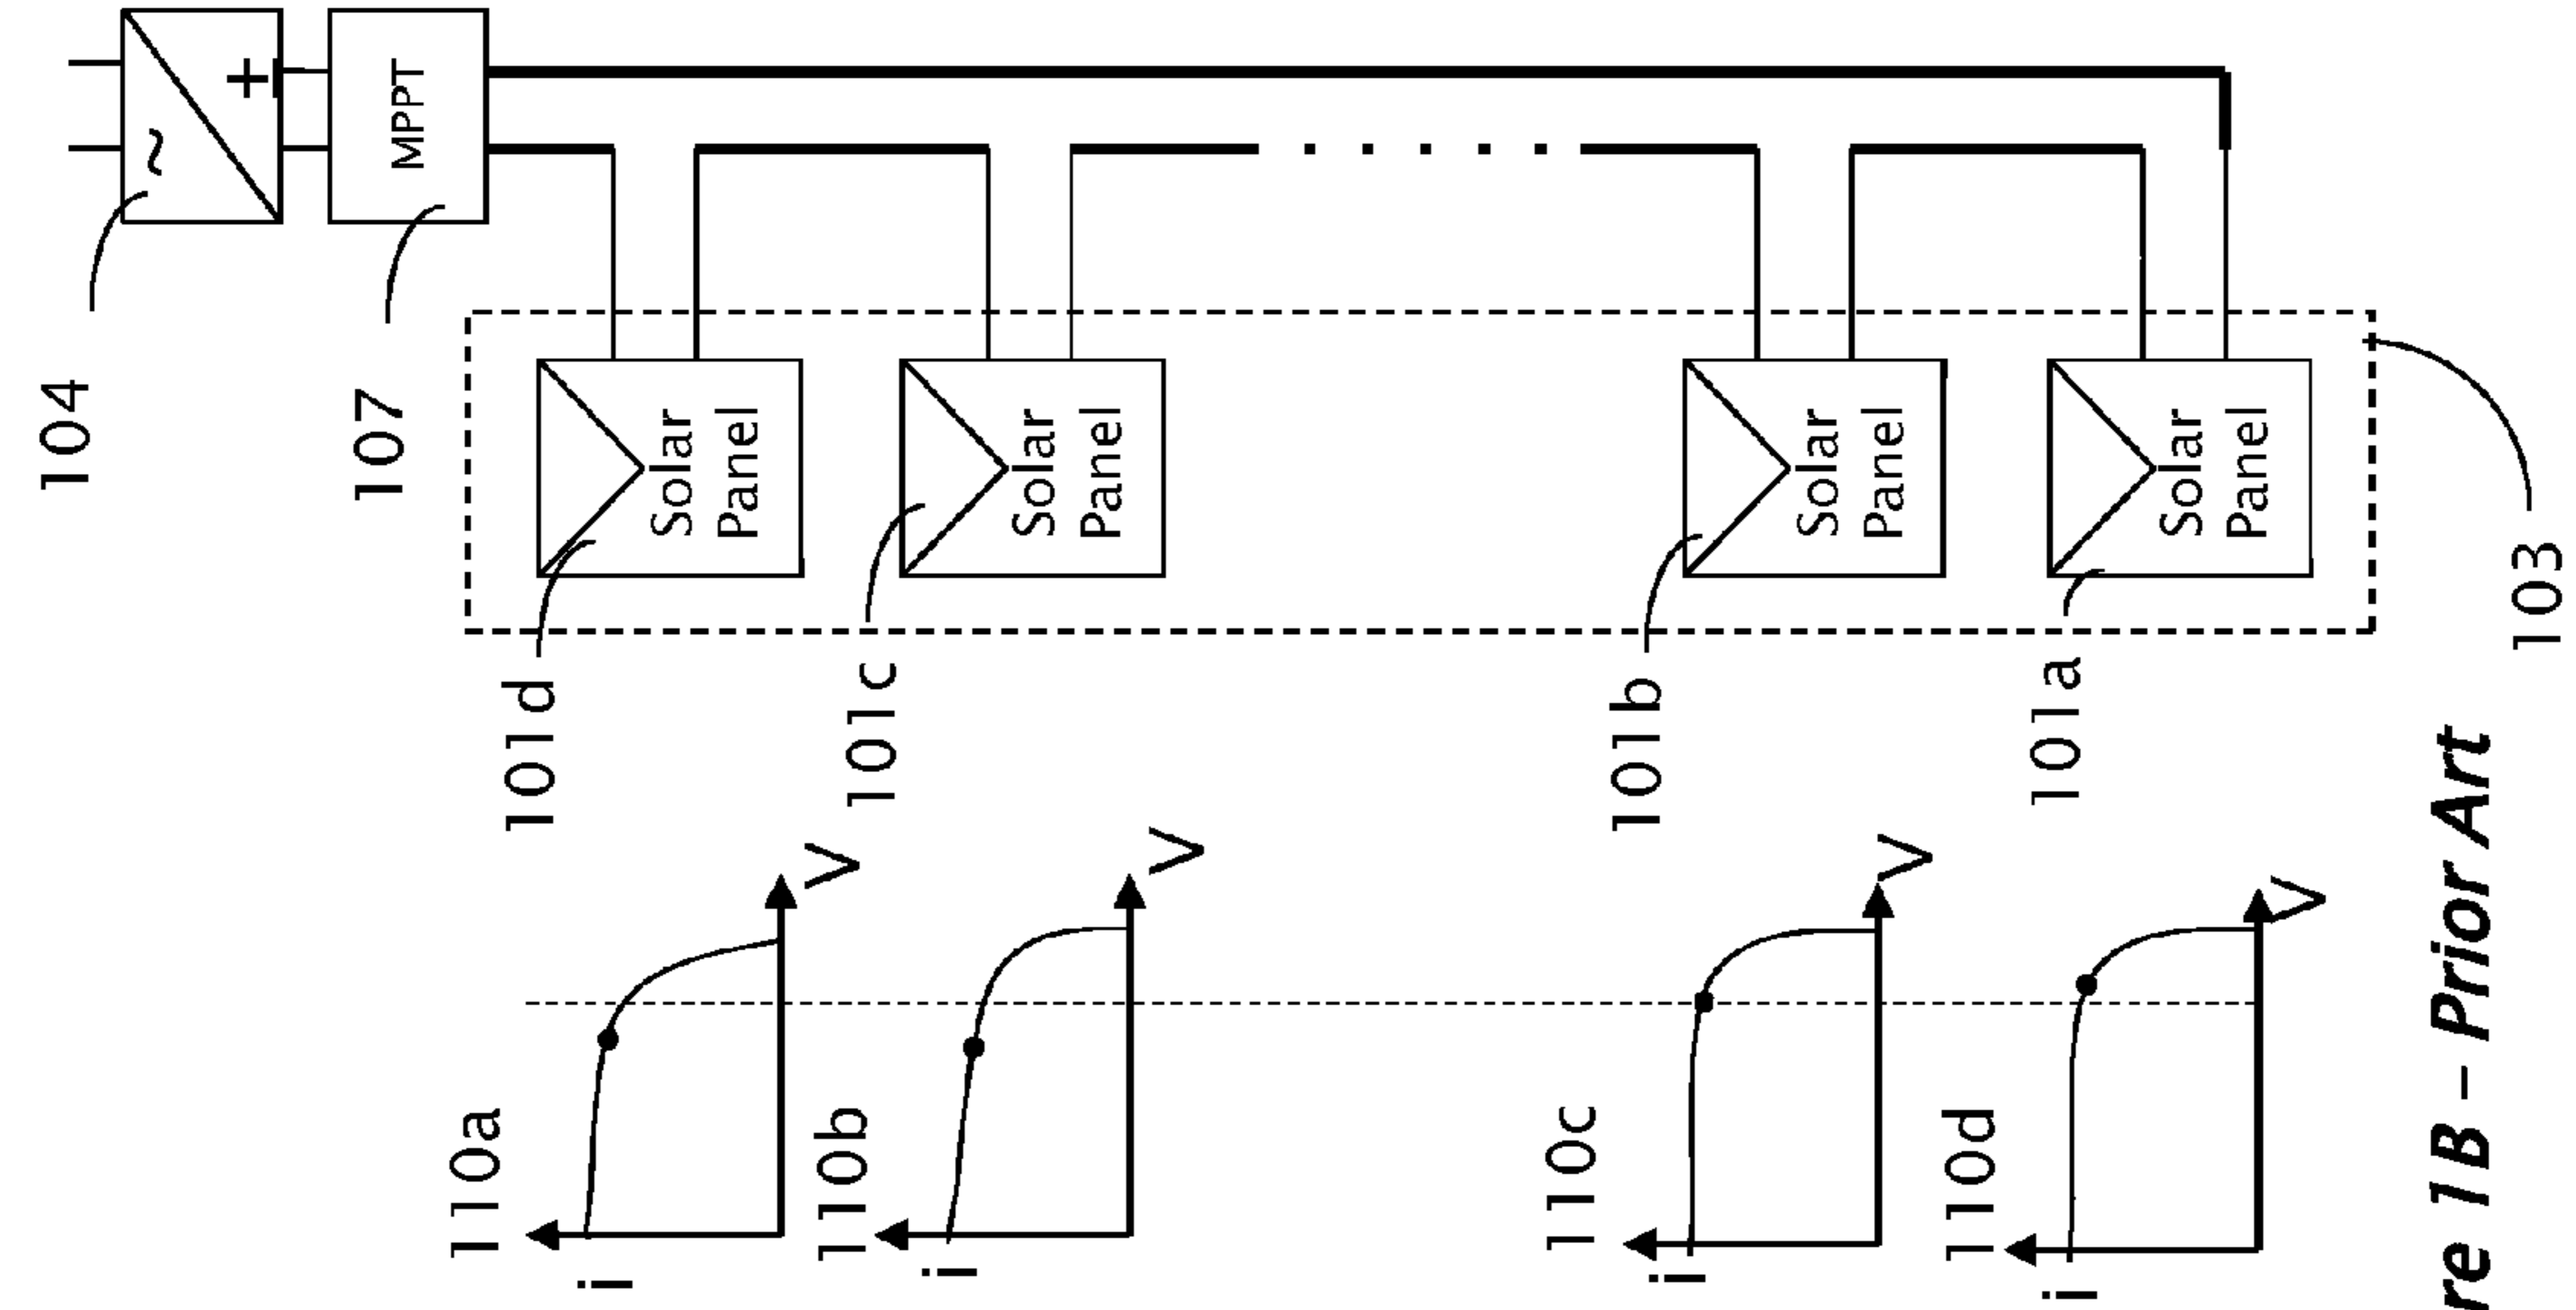 104
~
+
-
107
MPPT
101d
Solar
Panel
101c
Solar
Panel
101b
Solar
Panel
101a
Solar
Panel
103
110a
i
V
110b
i
V
110c
i
V
110d
i
V
re 1B - Prior Art